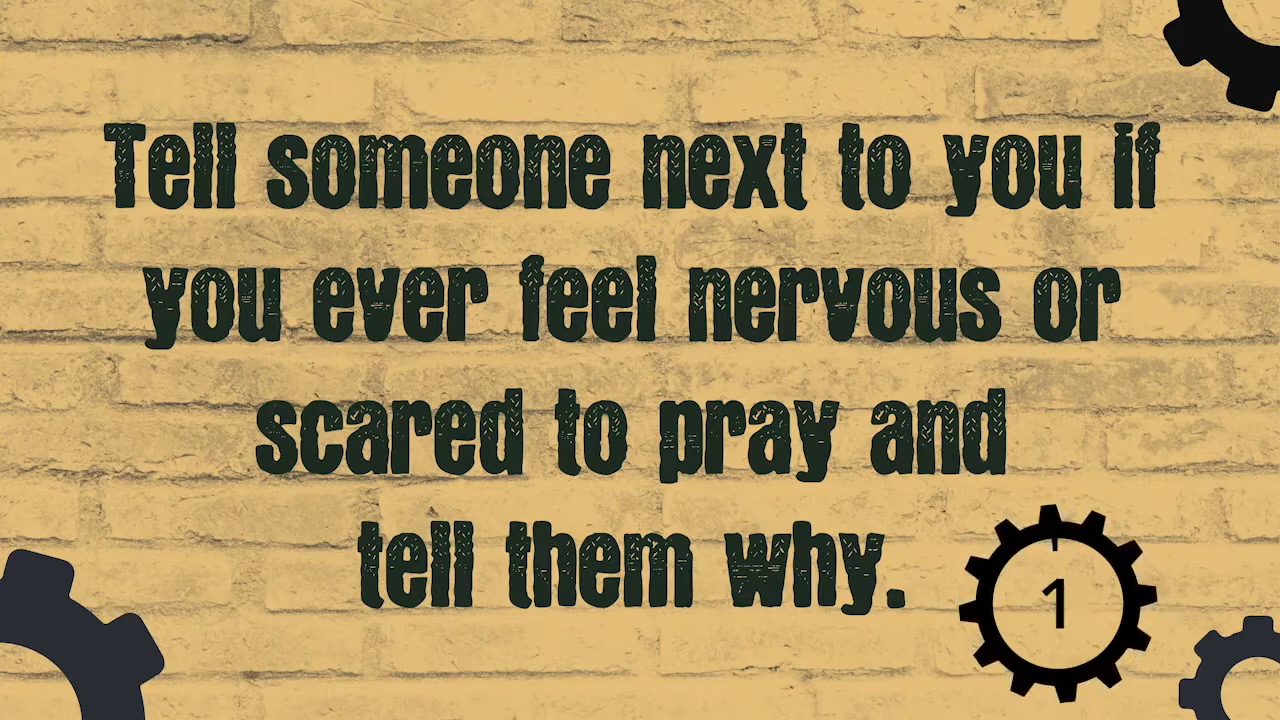 Tell someone next to you if
you ever feel nervous or
scared to pray and
tell them why.
1